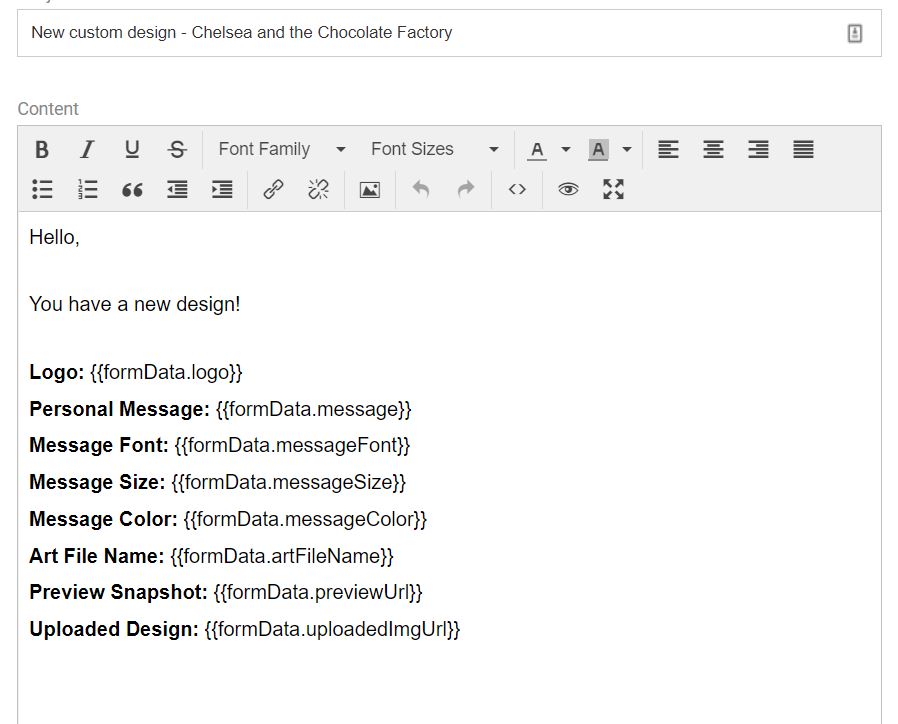 New custom design - Chelsea and the Chocolate Factory
Content
B I U S Font Family Font Sizes A A
Hello,
You have a new design!
Logo: {{formData.logo}}
Personal Message: {{formData.message}}
Message Font: {{formData.messageFont}}
Message Size: {{formData.messageSize}}
Message Color: {{formData.messageColor}}
Art File Name: {{formData.artFileName}}
Preview Snapshot: {{formData.previewUrl}}
Uploaded Design: {{formData.uploadedImgUrl}}